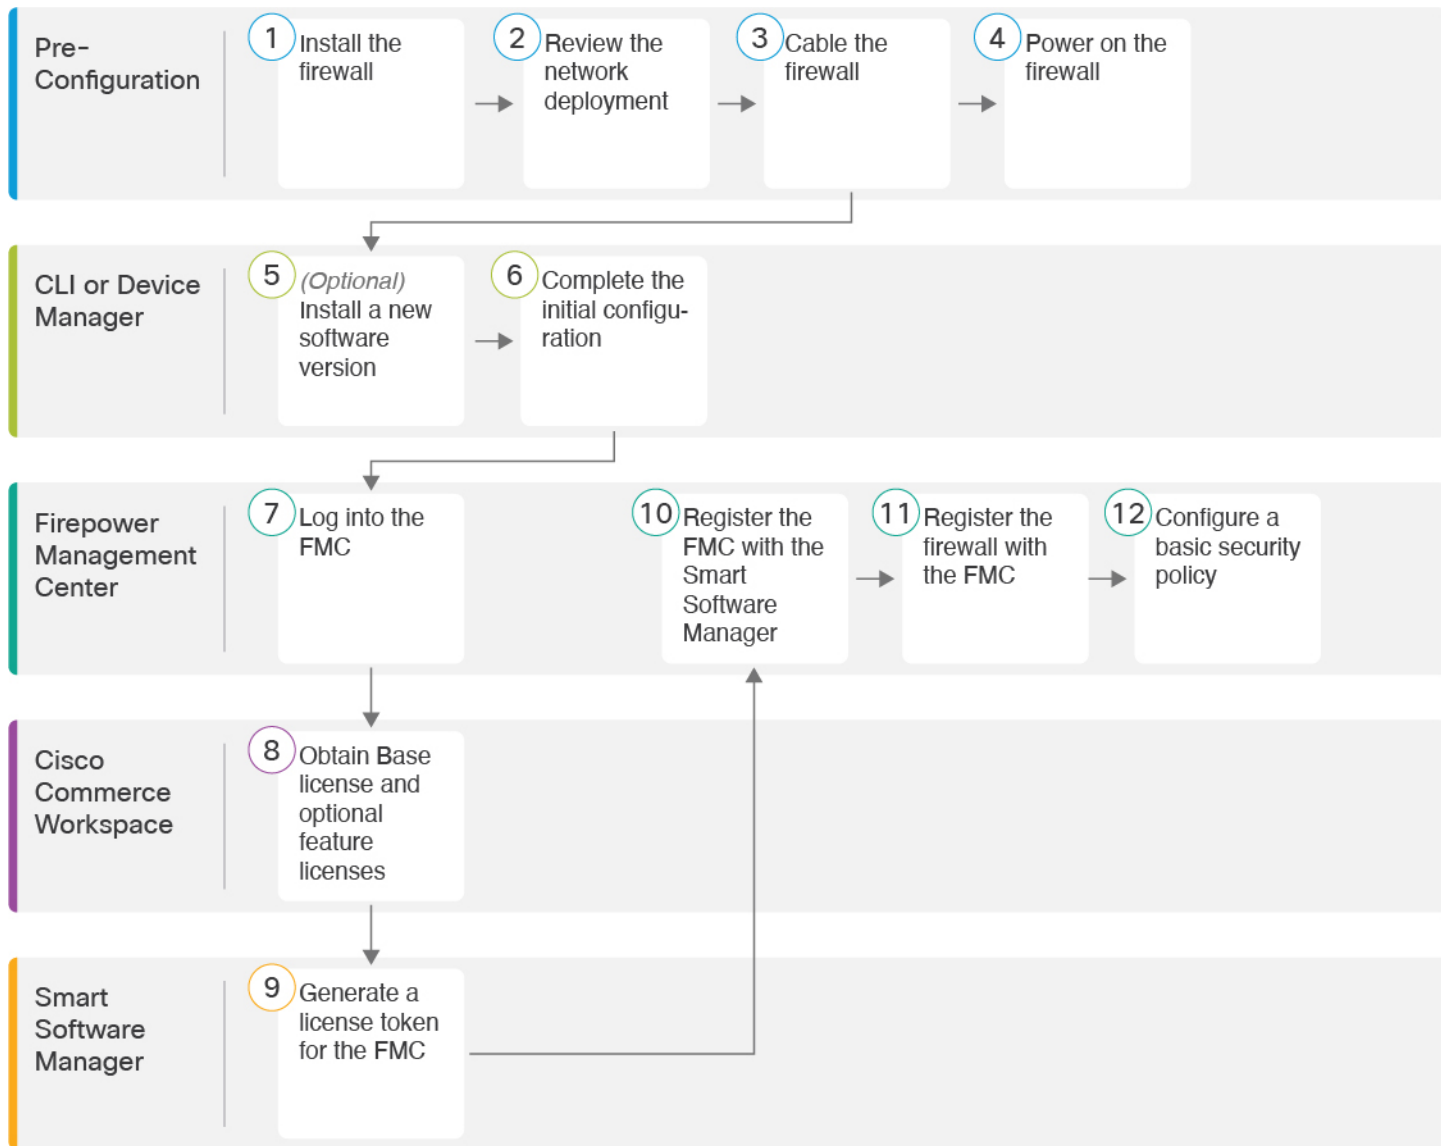 Pre-
Configuration
1
Install the
firewall
2
Review the
network
deployment
3
Cable the
firewall
4
Power on the
firewall
CLI or Device
Manager
5
(Optional)
Install a new
software
version
6
Complete the
initial configu-
ration
Firepower
Management
Center
7
Log into the
FMC
10
Register the
FMC with the
Smart
Software
Manager
11
Register the
firewall with
the FMC
12
Configure a
basic security
policy
Cisco
Commerce
Workspace
8
Obtain Base
license and
optional
feature
licenses
Smart
Software
Manager
9
Generate a
license token
for the FMC